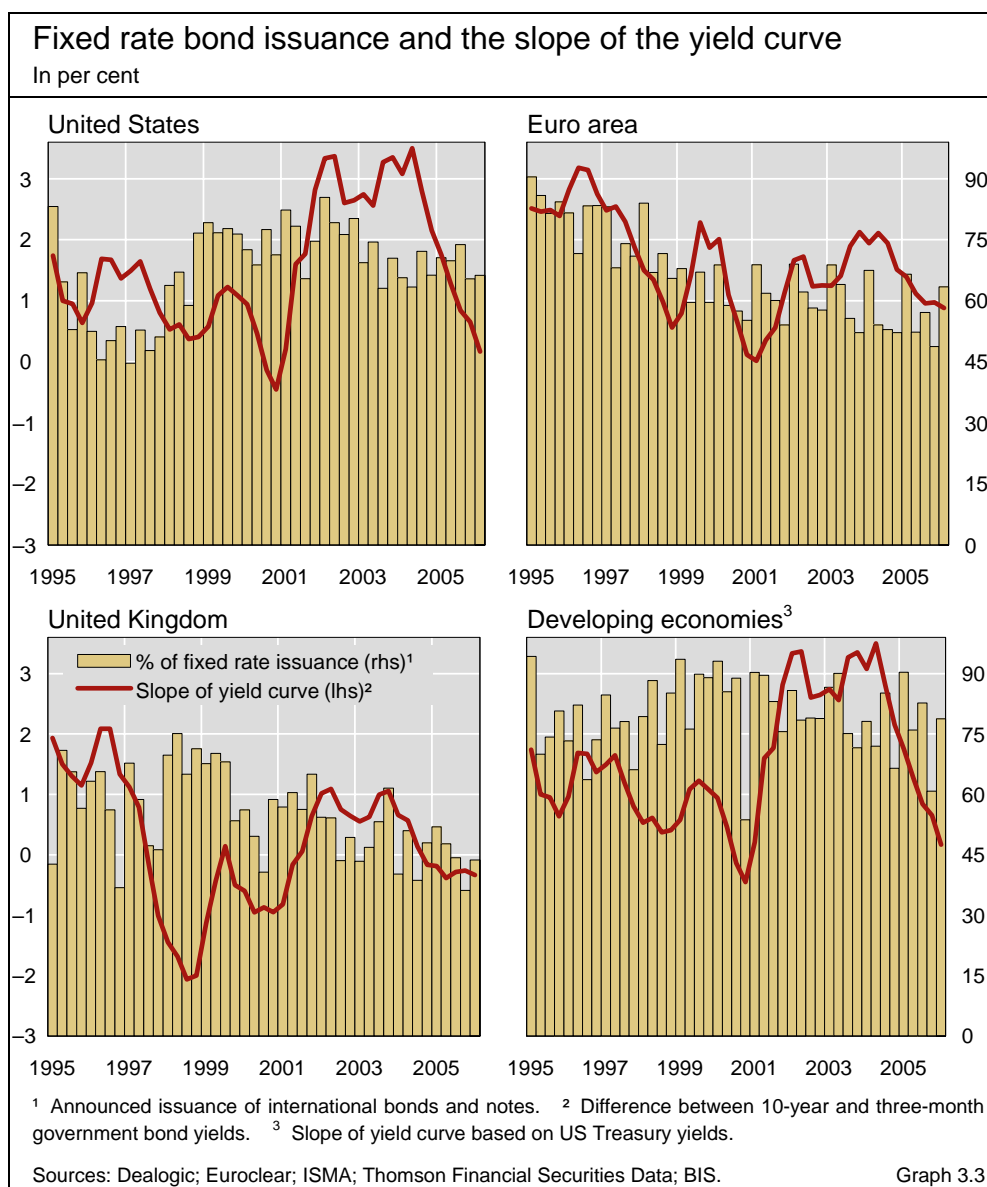 Fixed rate bond issuance and the slope of the yield curve
In per cent
United States
Euro area
3
2
1
0
–1
–2
–3
90
75
60
45
30
15
0
1995 1997 1999 2001 2003 2005
1995 1997 1999 2001 2003 2005
United Kingdom
Developing economies³
% of fixed rate issuance (rhs)¹
Slope of yield curve (lhs)²
3
2
1
0
–1
–2
–3
90
75
60
45
30
15
0
1995 1997 1999 2001 2003 2005
1995 1997 1999 2001 2003 2005
¹ Announced issuance of international bonds and notes. ² Difference between 10-year and three-month
government bond yields. ³ Slope of yield curve based on US Treasury yields.
Sources: Dealogic; Euroclear; ISMA; Thomson Financial Securities Data; BIS. Graph 3.3